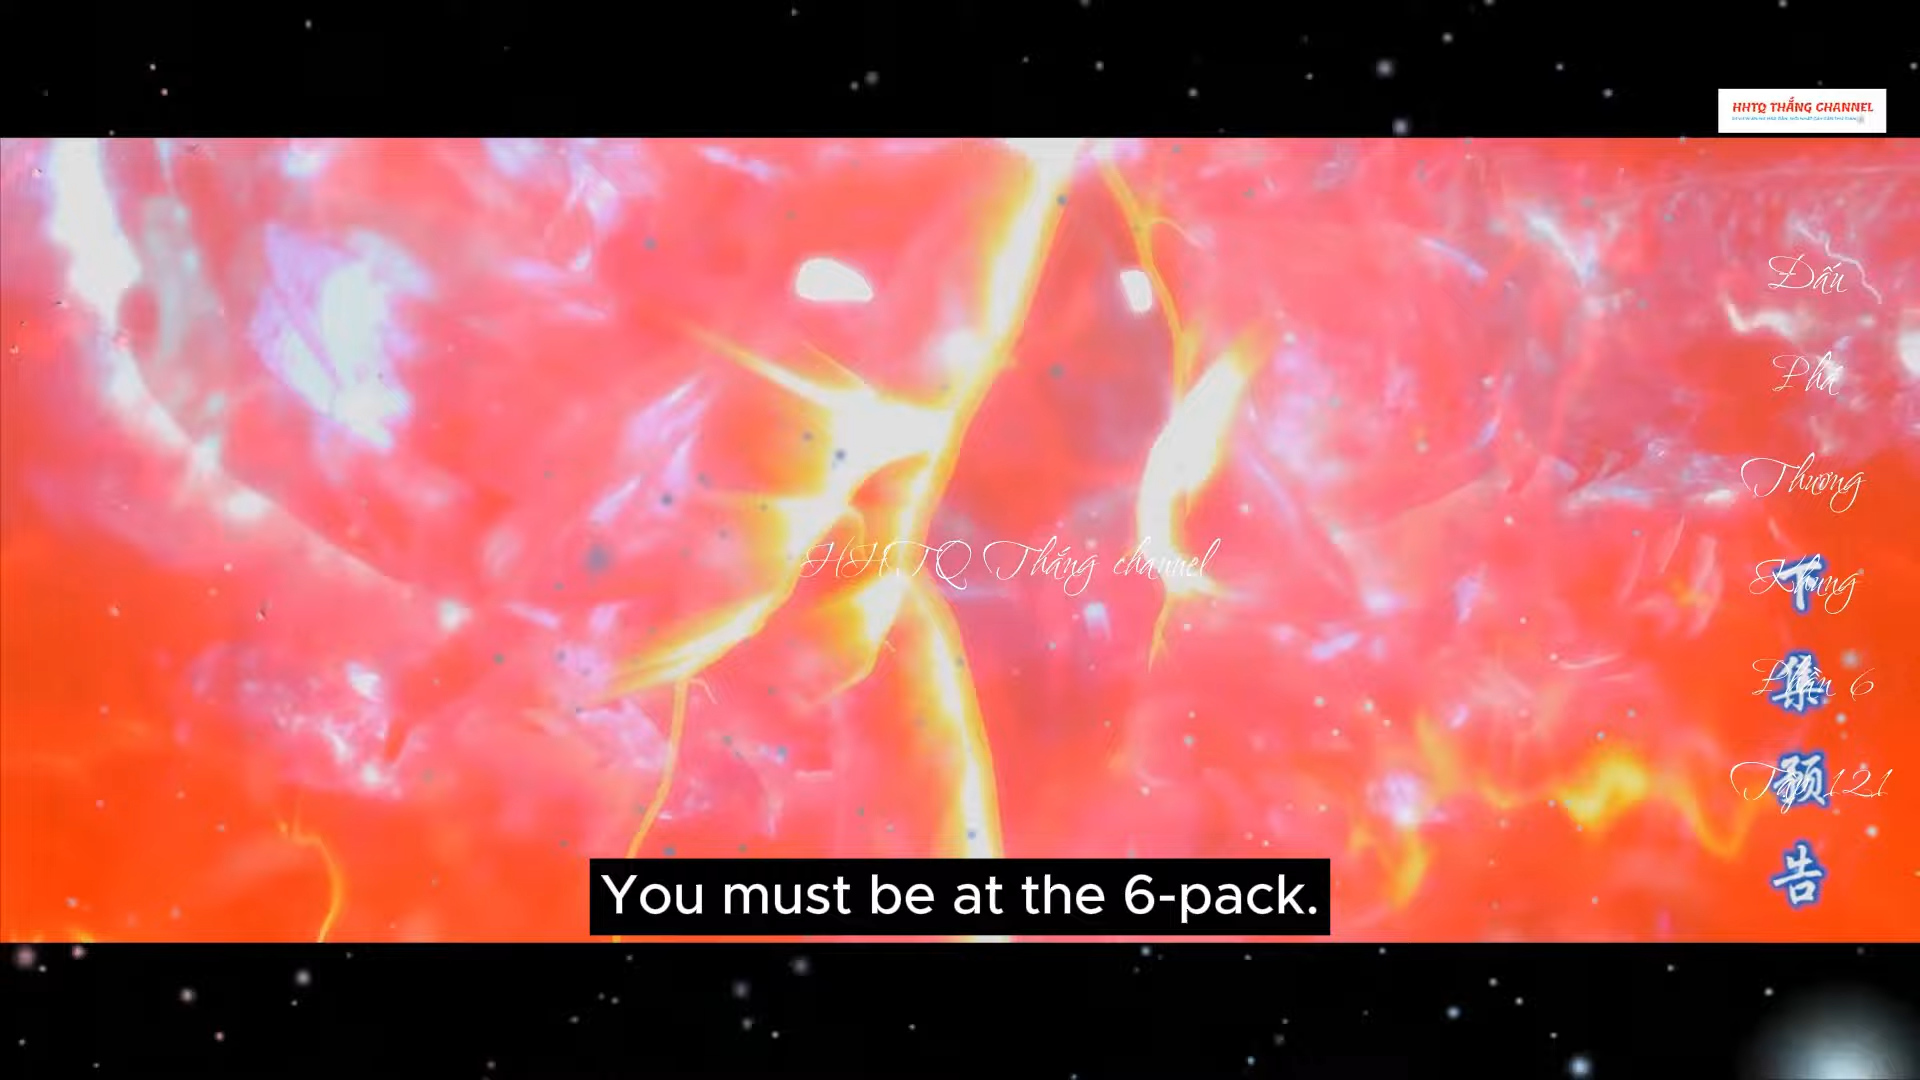 HHTQ THẮNG CHANNEL
Đấu
Phá
Thương
Khung
Phần 6
Tập 121
下集预告
HHTQ Thắng channel
You must be at the 6-pack.